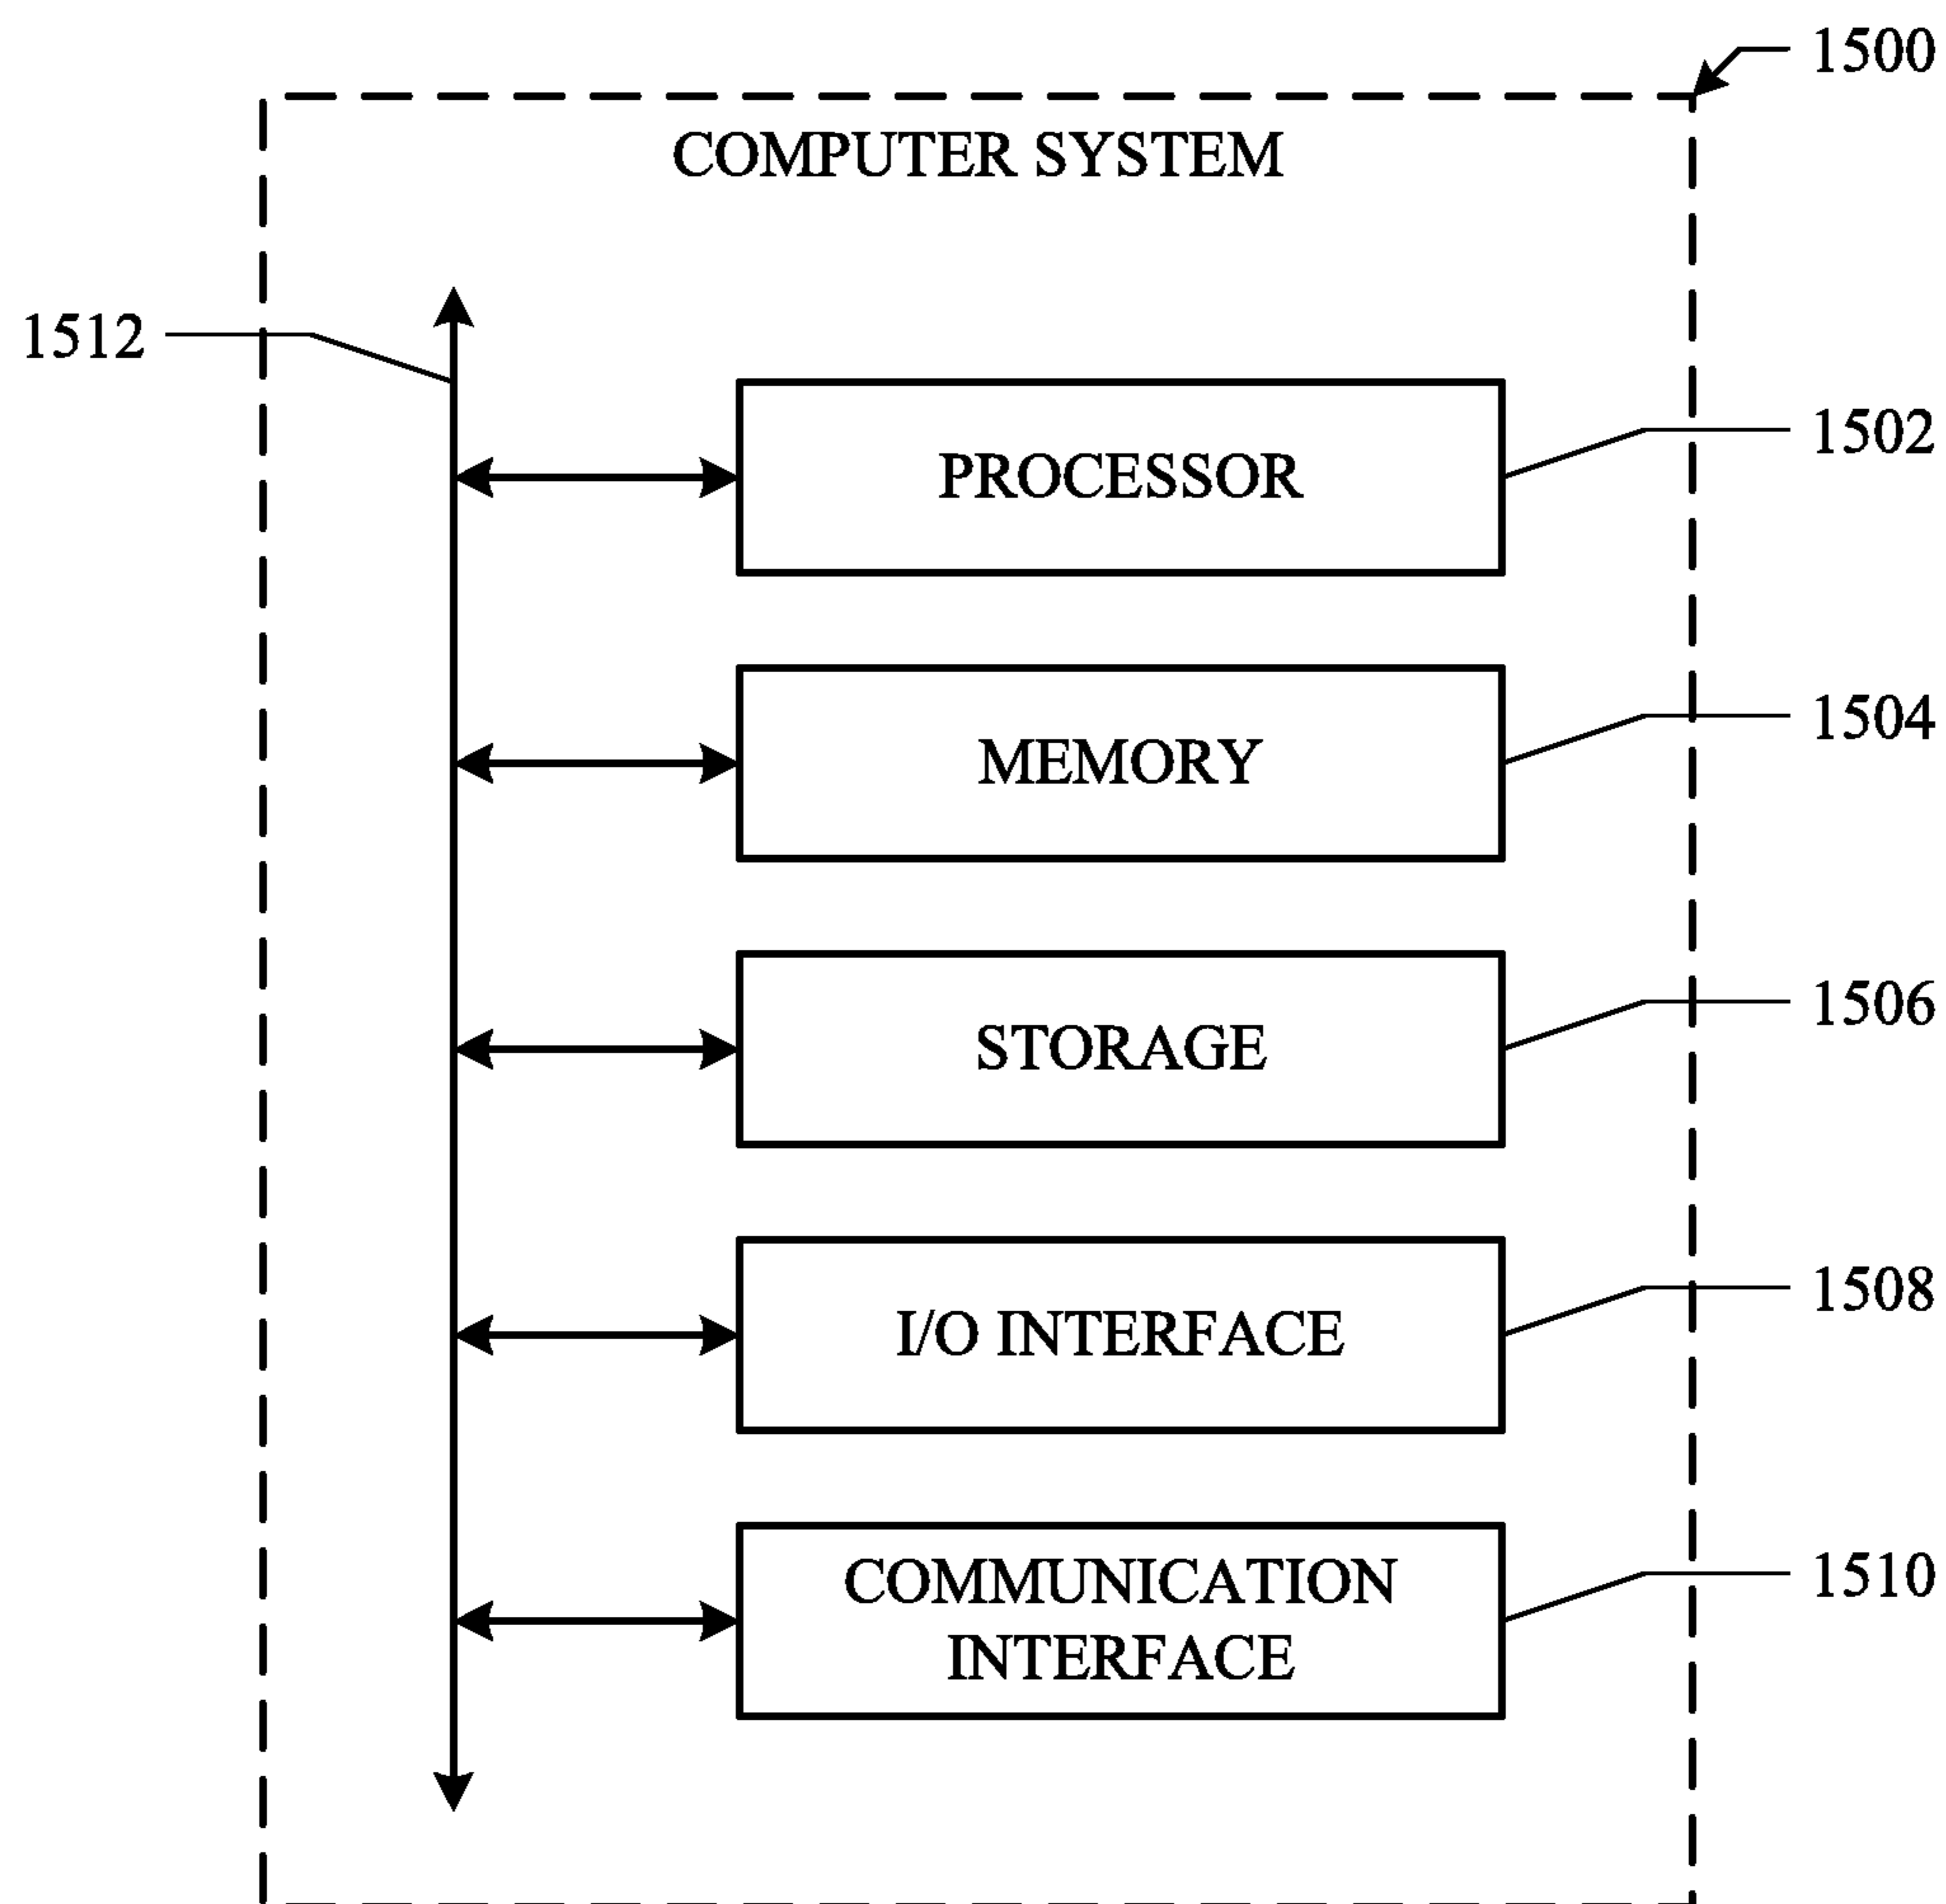 1500
COMPUTER SYSTEM
1512
PROCESSOR
1502
MEMORY
1504
STORAGE
1506
I/O INTERFACE
1508
COMMUNICATION
INTERFACE
1510